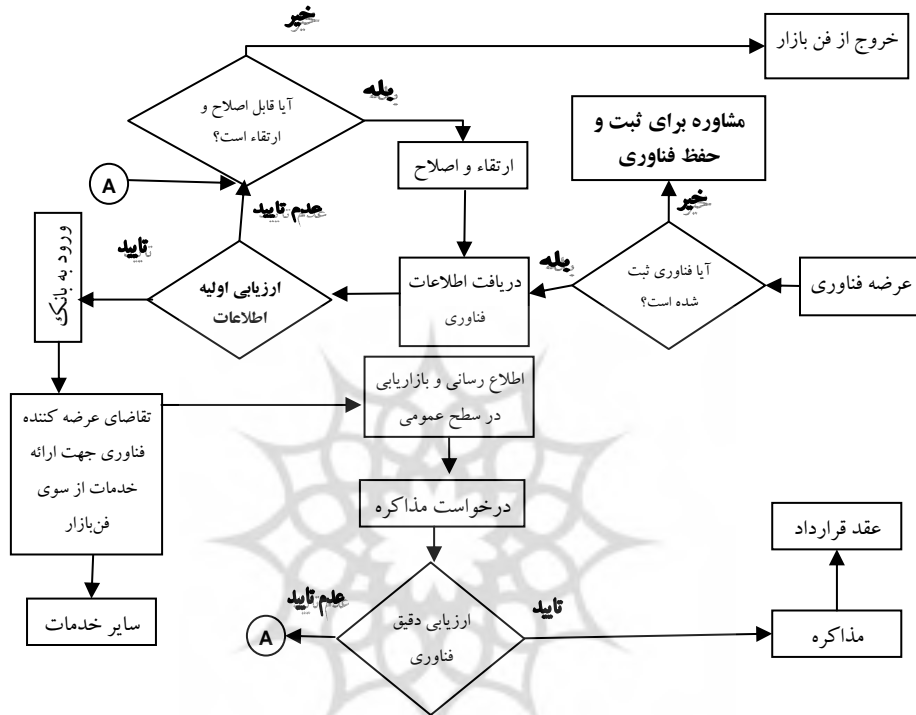 خیر
خروج از فن بازار
آیا قابل اصلاح و
ارتقاء است؟
بله
مشاوره برای ثبت و
حفظ فناوری
ارتقاء و اصلاح
A
عدم تایید
خیر
تایید
بله
ورود به بانک
ارزیابی اولیه
اطلاعات
دریافت اطلاعات
فناوری
آیا فناوری ثبت
شده است؟
عرضه فناوری
اطلاع رسانی و بازاریابی
در سطح عمومی
تقاضای عرضه کننده
فناوری جهت ارائه
خدمات از سوی
فن‌بازار
درخواست مذاکره
عقد قرارداد
عدم تایید
تایید
سایر خدمات
A
ارزیابی دقیق
فناوری
مذاکره